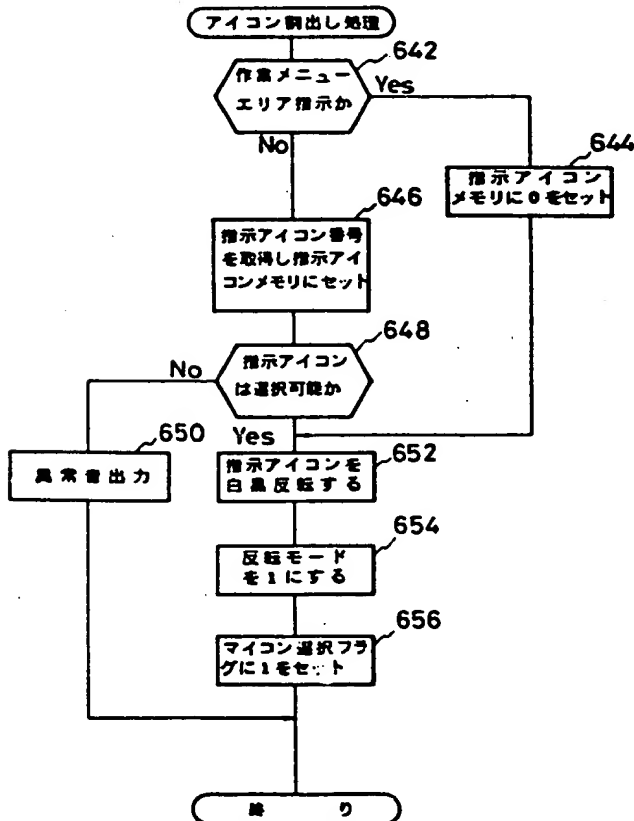 アイコン割出し処理
642
作業メニュー
エリア指示か
Yes
No
644
指示アイコン
メモリに0をセット
646
指示アイコン番号
を取得し指示アイ
コンメモリにセット
648
指示アイコン
は選択可能か
No
Yes
650
異常音出力
652
指示アイコンを
白黒反転する
654
反転モード
を1にする
656
マイコン選択フラ
グに1をセット
終り